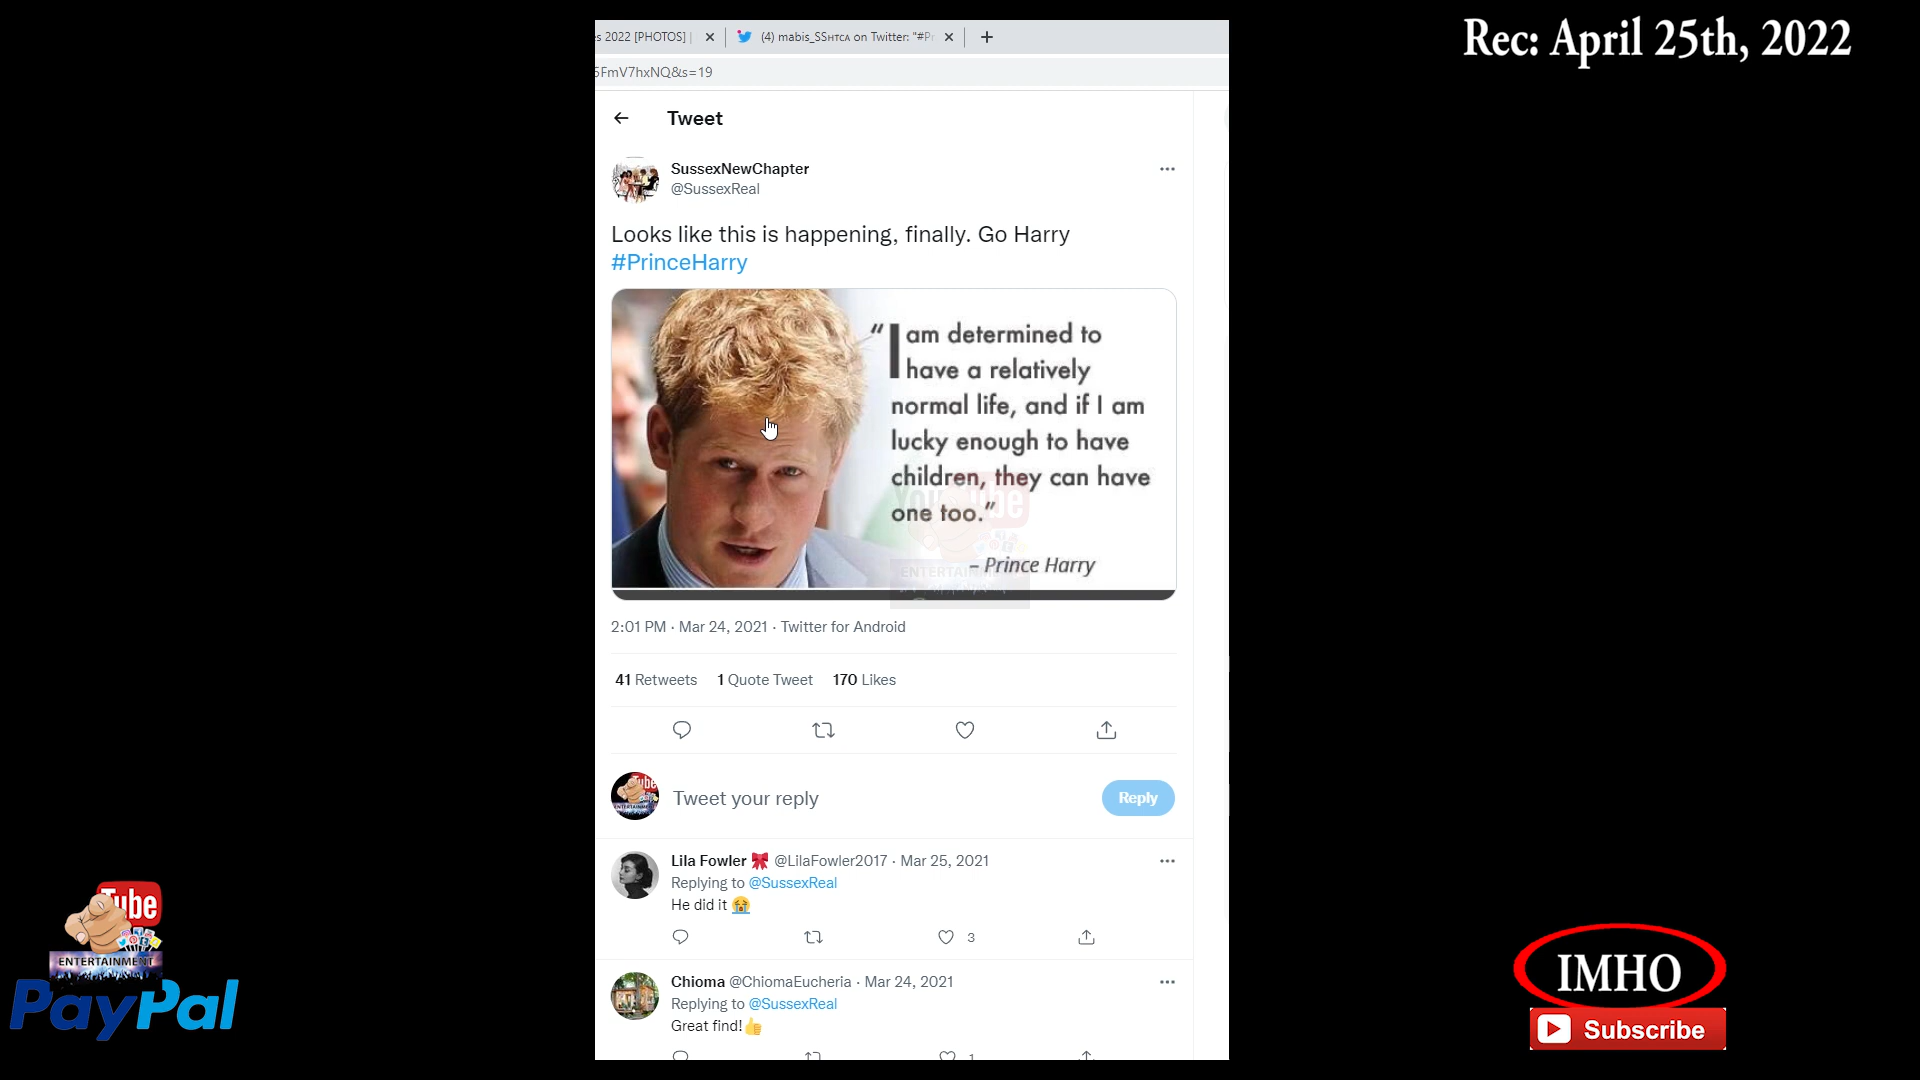 Rec: April 25th, 2022
s 2022 [PHOTOS] |
(4) mabis_SSHTCA on Twitter: "#Pr
5FmV7hxNQ&s=19
Tweet
SussexNewChapter
@SussexReal
Looks like this is happening, finally. Go Harry
#PrinceHarry
"I am determined to
have a relatively
normal life, and if I am
lucky enough to have
children, they can have
one too."
– Prince Harry
2:01 PM · Mar 24, 2021 · Twitter for Android
41 Retweets 1 Quote Tweet 170 Likes
Tweet your reply
Reply
Lila Fowler @LilaFowler2017 · Mar 25, 2021
Replying to @SussexReal
He did it
3
Chioma @ChiomaEucheria · Mar 24, 2021
Replying to @SussexReal
Great find!
1
Tube
ENTERTAINMENT
PayPal
IMHO
Subscribe